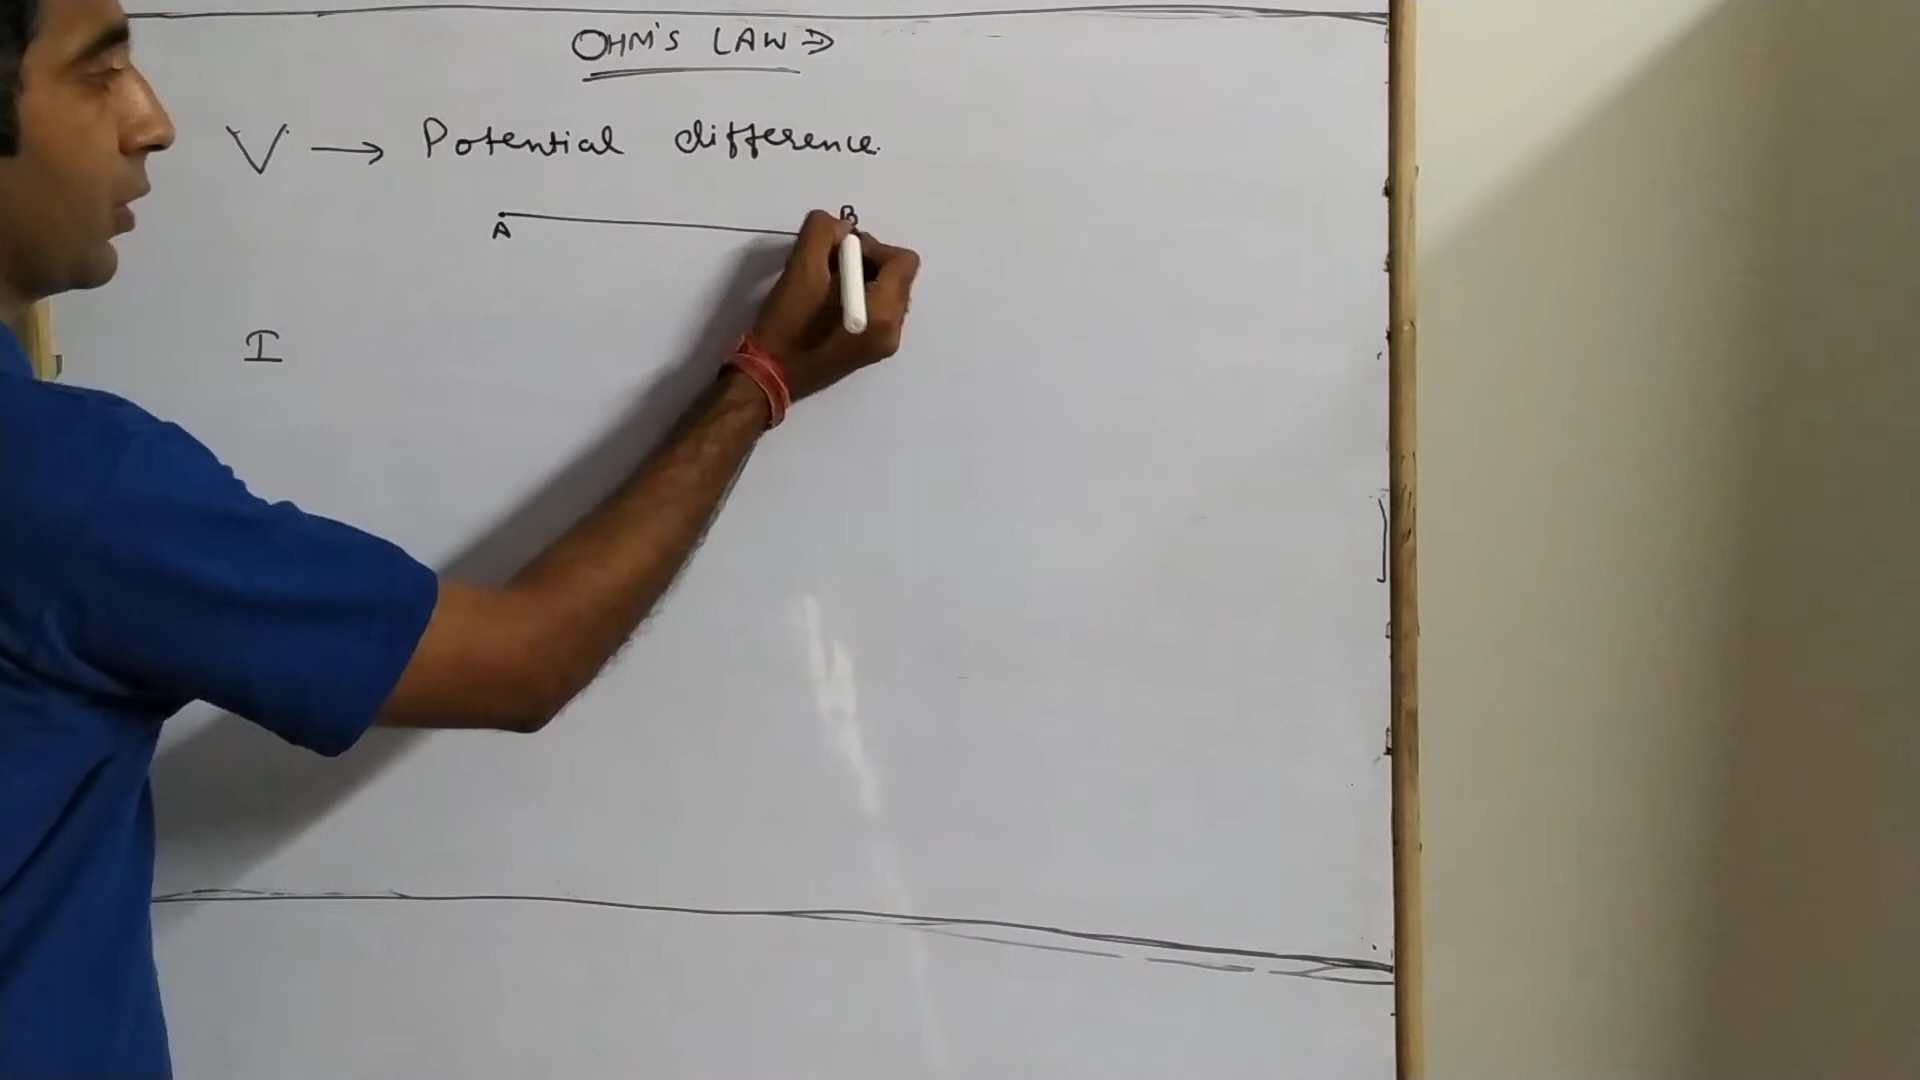 OHM'S LAW ⇒
V → Potential difference.
A B
I